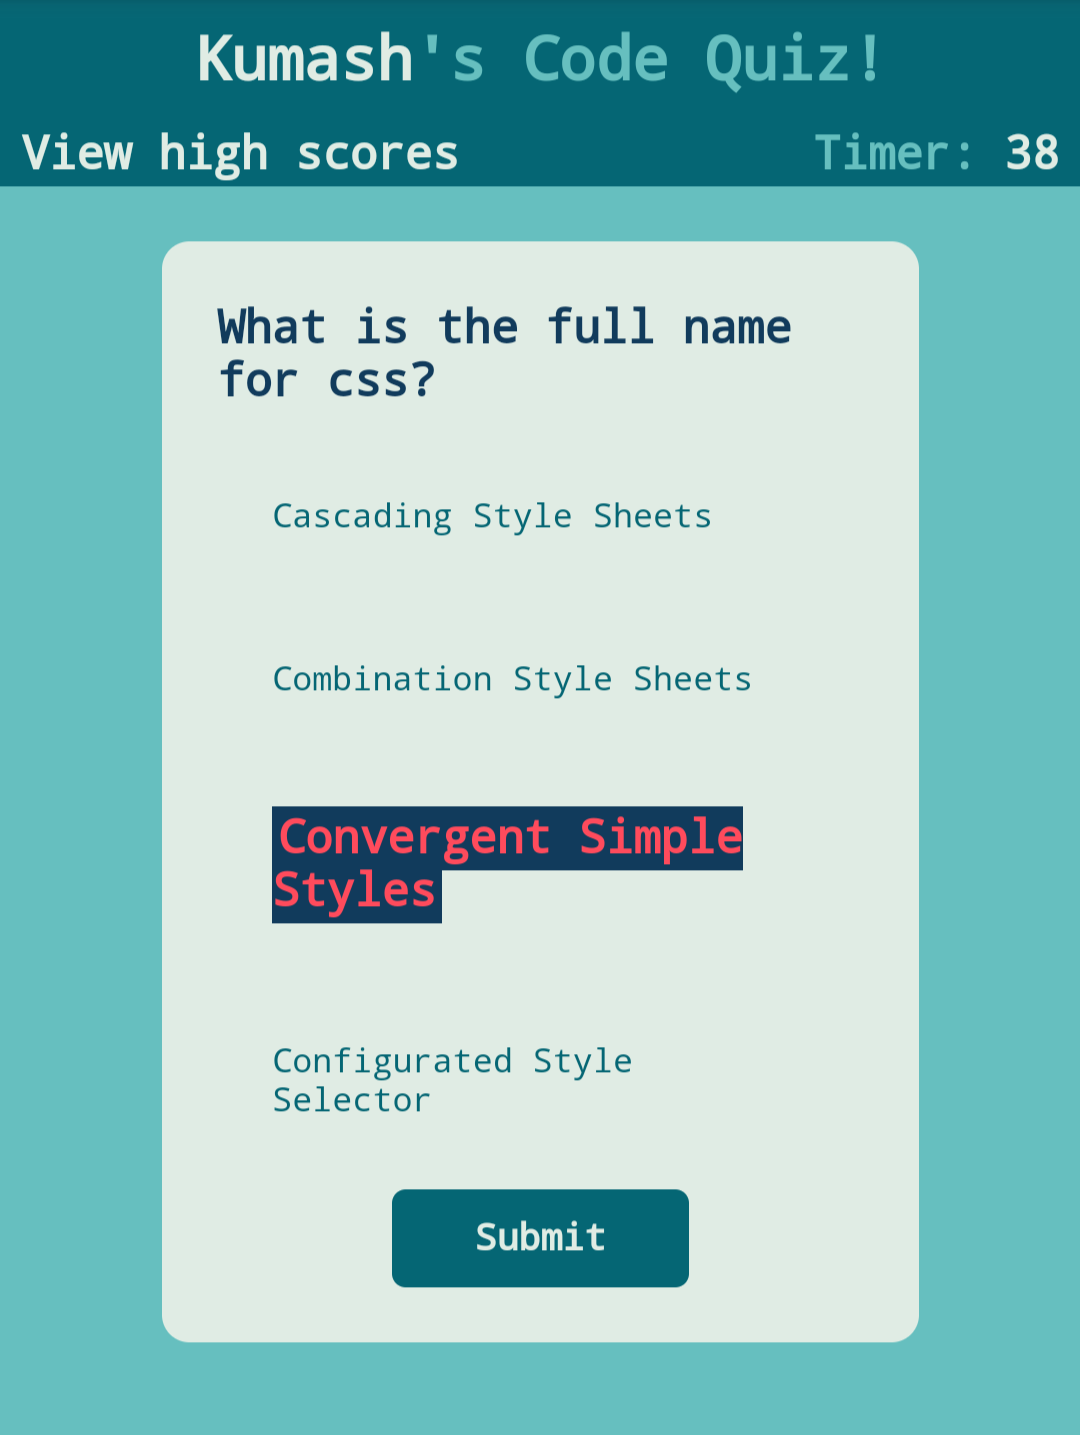 Kumash's Code Quiz!
View high scores
Timer: 38
What is the full name
for css?
Cascading Style Sheets
Combination Style Sheets
Convergent Simple
Styles
Configurated Style
Selector
Submit